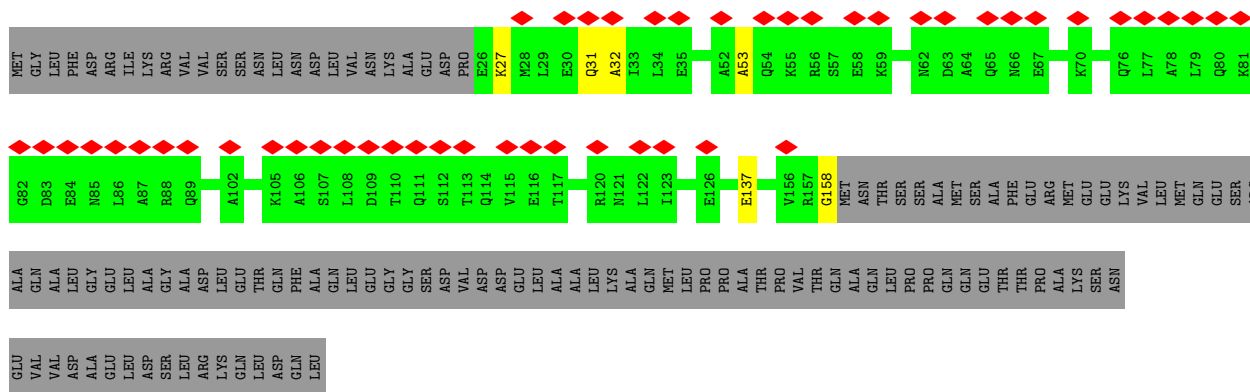 MET GLY LEU PHE ASP ARG ILE LYS ARG VAL VAL SER SER ASN LEU ASN ASP LEU VAL ASN LYS ALA GLU ASP PRO E26 K27 M28 L29 E30 Q31 A32 I33 L34 E35 A52 A53 Q54 K55 R56 S57 E58 K59 N62 D63 A64 Q65 N66 E67 K70 Q76 L77 A78 L79 Q80 K81
G82 D83 E84 N85 L86 A87 R88 Q89 A102 K105 A106 S107 L108 D109 T110 Q111 S112 T113 Q114 V115 E116 T117 R120 N121 L122 I123 E126 E137 V156 R157 G158 MET ASN THR SER SER ALA MET SER ALA PHE GLU ARG MET GLU GLU LYS VAL LEU MET GLN GLU SER
ALA GLN ALA LEU GLY GLU LEU ALA GLY ALA ASP LEU GLU THR GLN PHE ALA GLN LEU GLU GLY GLY SER ASP VAL ASP ASP GLU LEU ALA ALA LEU LYS ALA GLN MET LEU PRO PRO ALA THR PRO VAL THR GLN ALA GLN LEU PRO PRO GLN GLN GLU THR THR PRO ALA LYS SER ASN
GLU VAL VAL ASP ALA GLU LEU ASP SER LEU ARG LYS GLN LEU ASP GLN LEU